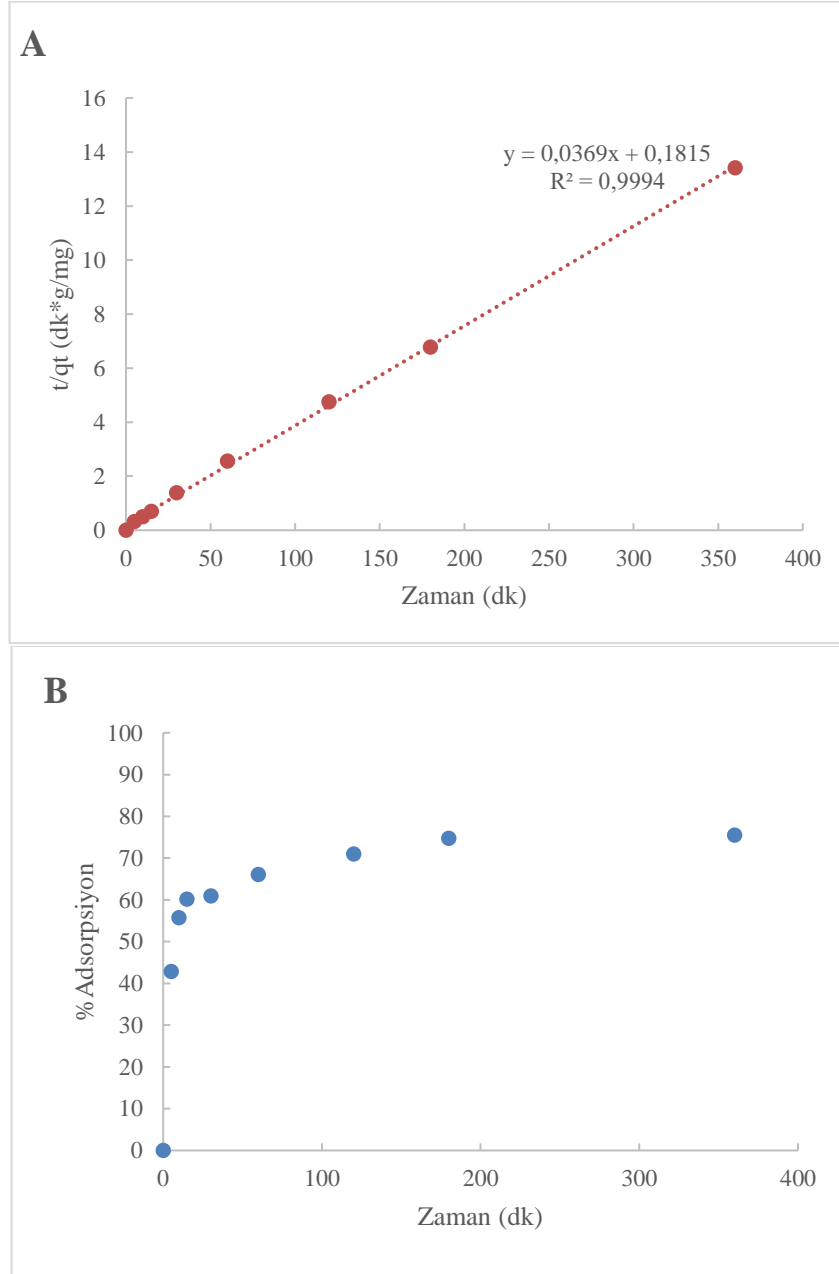 A
16
14
12
10
8
6
4
2
0
t/qt (dk*g/mg)
y = 0,0369x + 0,1815
R² = 0,9994
0 50 100 150 200 250 300 350 400
Zaman (dk)
B
100
90
80
70
60
50
40
30
20
10
0
% Adsorpsiyon
0 100 200 300 400
Zaman (dk)